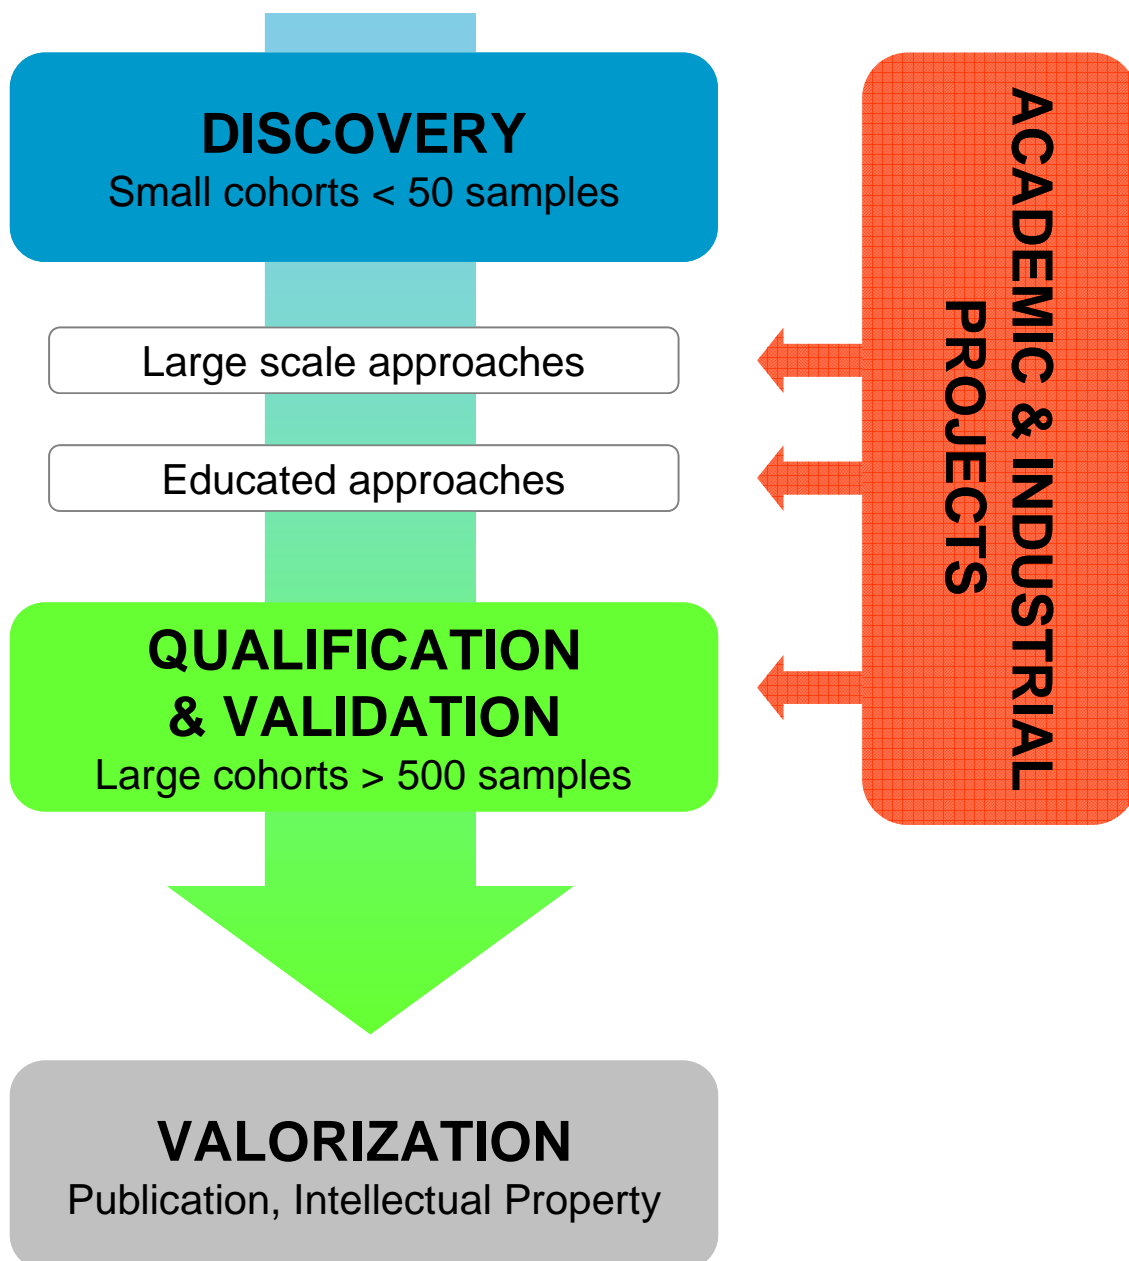 DISCOVERY
Small cohorts < 50 samples
Large scale approaches
Educated approaches
QUALIFICATION
& VALIDATION
Large cohorts > 500 samples
VALORIZATION
Publication, Intellectual Property
ACADEMIC & INDUSTRIAL
PROJECTS